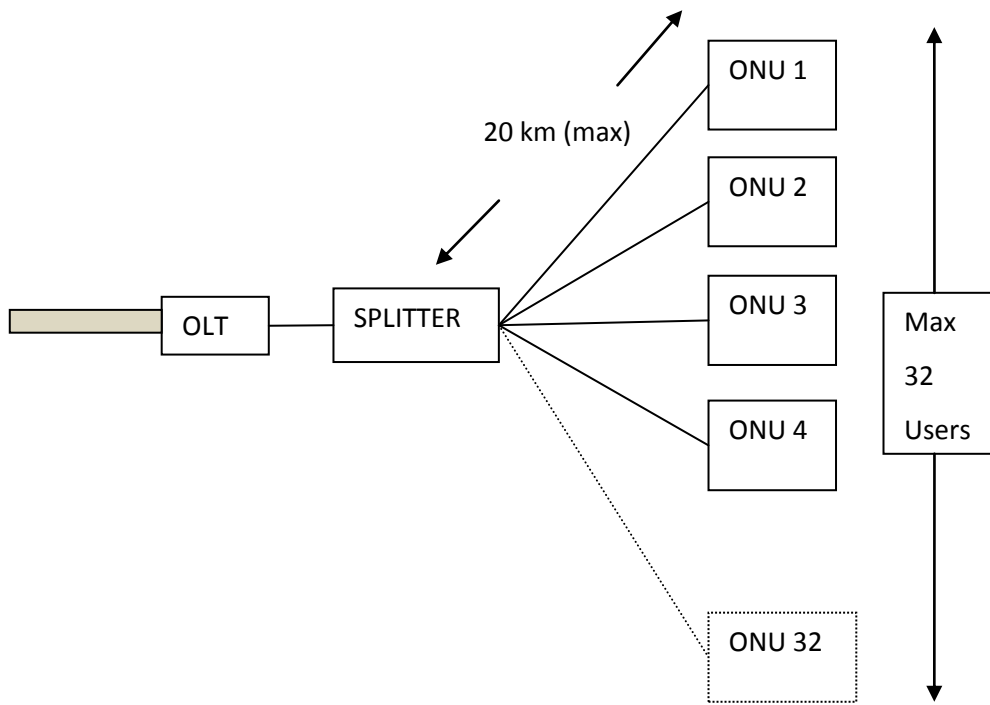 ONU 1
20 km (max)
ONU 2
ONU 3
OLT
SPLITTER
Max
32
Users
ONU 4
ONU 32